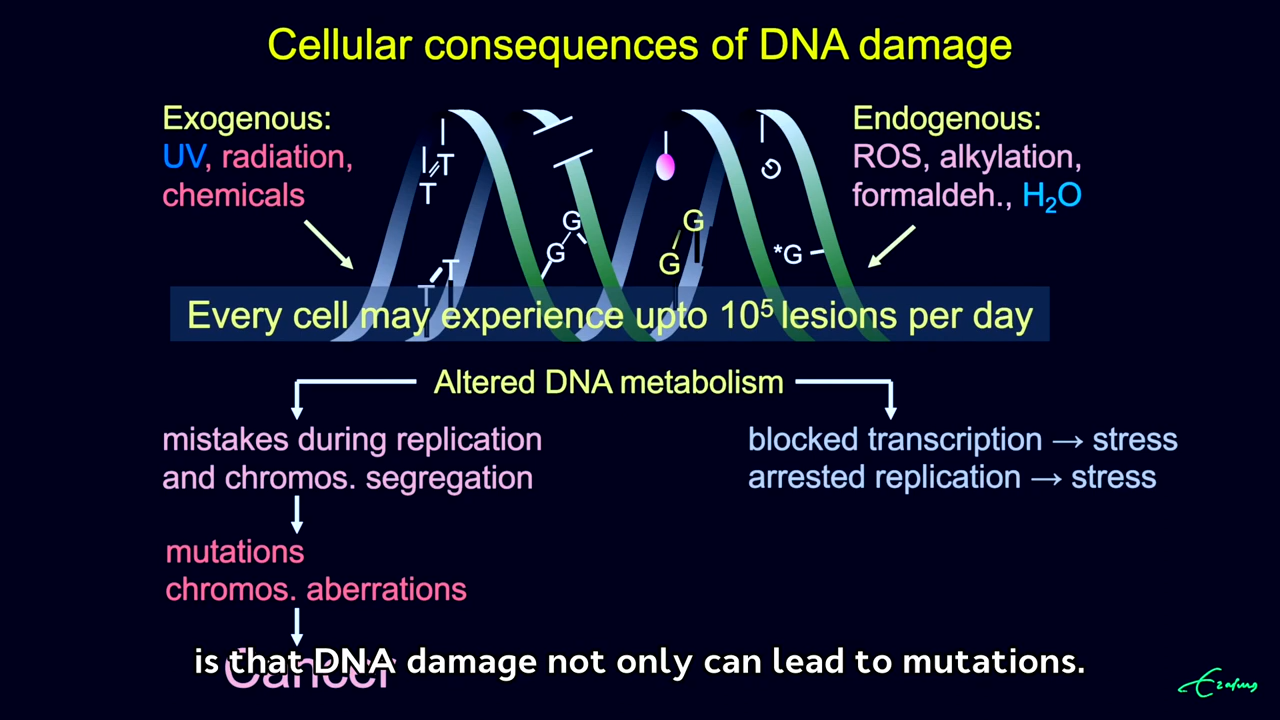 Cellular consequences of DNA damage
Exogenous:
UV, radiation,
chemicals
Endogenous:
ROS, alkylation,
formaldeh., H₂O
T
T
G
G
G
G
*G
T
T
Every cell may experience upto 10⁵ lesions per day
Altered DNA metabolism
mistakes during replication
and chromos. segregation
blocked transcription → stress
arrested replication → stress
mutations
chromos. aberrations
Cancer
is that DNA damage not only can lead to mutations.